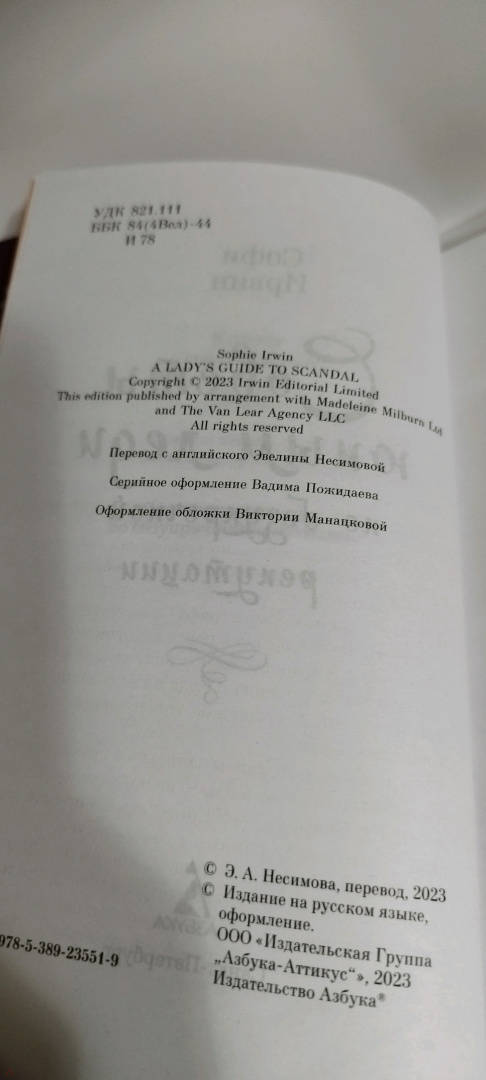 УДК 821.111
ББК 84(4Вел)-44
И 78
Sophie Irwin
A LADY'S GUIDE TO SCANDAL
Copyright © 2023 Irwin Editorial Limited
This edition published by arrangement with Madeleine Milburn Ltd
and The Van Lear Agency LLC
All rights reserved
Перевод с английского Эвелины Несимовой
Серийное оформление Вадима Пожидаева
Оформление обложки Виктории Манацковой
© Э. А. Несимова, перевод, 2023
© Издание на русском языке,
оформление.
ООО «Издательская Группа
„Азбука-Аттикус“», 2023
Издательство Азбука®
978-5-389-23551-9